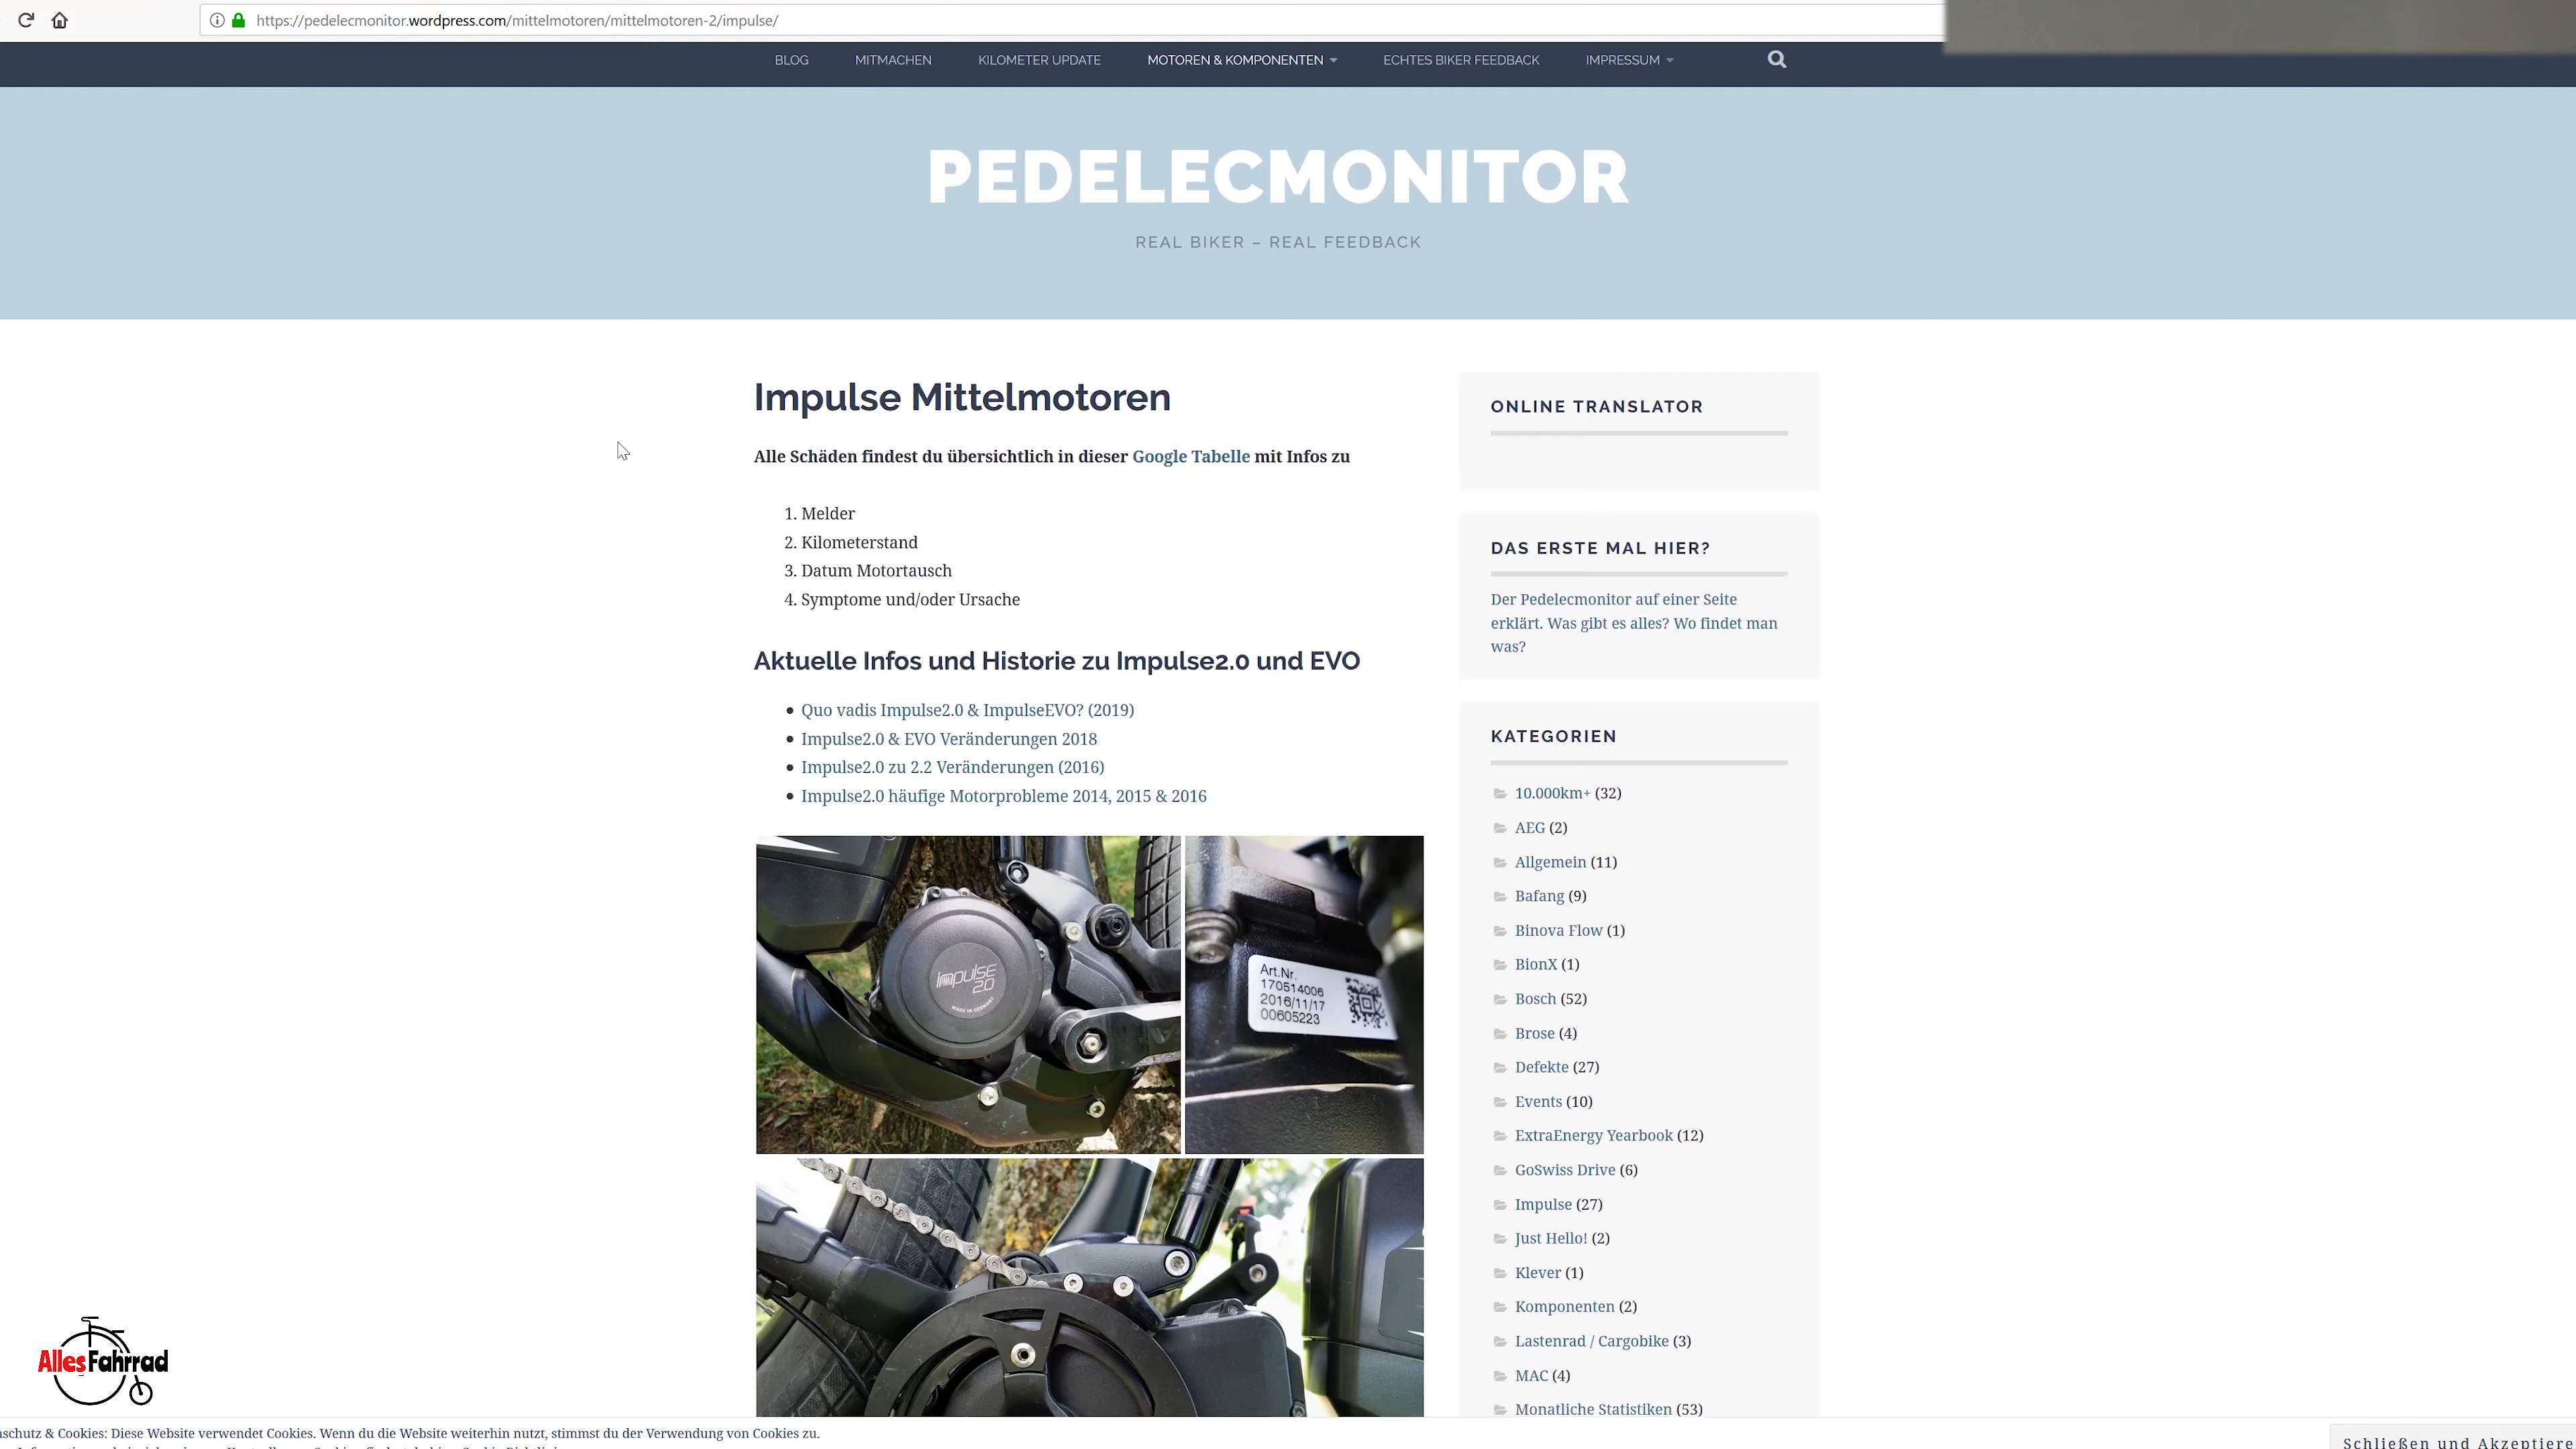 https://pedelecmonitor.wordpress.com/mittelmotoren/mittelmotoren-2/impulse/
BLOG MITMACHEN KILOMETER UPDATE MOTOREN & KOMPONENTEN ECHTES BIKER FEEDBACK IMPRESSUM
PEDELECMONITOR
REAL BIKER – REAL FEEDBACK
Impulse Mittelmotoren
Alle Schäden findest du übersichtlich in dieser Google Tabelle mit Infos zu
1. Melder
2. Kilometerstand
3. Datum Motortausch
4. Symptome und/oder Ursache
Aktuelle Infos und Historie zu Impulse2.0 und EVO
Quo vadis Impulse2.0 & ImpulseEVO? (2019)
Impulse2.0 & EVO Veränderungen 2018
Impulse2.0 zu 2.2 Veränderungen (2016)
Impulse2.0 häufige Motorprobleme 2014, 2015 & 2016
Impulse
2.0
MADE IN GERMANY
Art.Nr.
170514006
2016/11/17
00605223
ONLINE TRANSLATOR
DAS ERSTE MAL HIER?
Der Pedelecmonitor auf einer Seite
erklärt. Was gibt es alles? Wo findet man
was?
KATEGORIEN
10.000km+ (32)
AEG (2)
Allgemein (11)
Bafang (9)
Binova Flow (1)
BionX (1)
Bosch (52)
Brose (4)
Defekte (27)
Events (10)
ExtraEnergy Yearbook (12)
GoSwiss Drive (6)
Impulse (27)
Just Hello! (2)
Klever (1)
Komponenten (2)
Lastenrad / Cargobike (3)
MAC (4)
Monatliche Statistiken (53)
AllesFahrrad
schutz & Cookies: Diese Website verwendet Cookies. Wenn du die Website weiterhin nutzt, stimmst du der Verwendung von Cookies zu.
Schließen und Akzeptiere